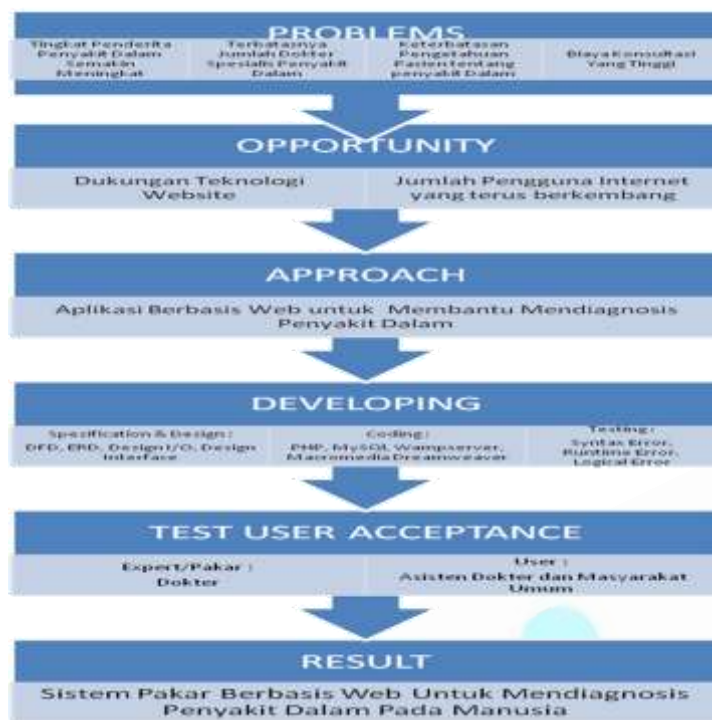 PROBLEMS
Tingkat Penderita
Penyakit Dalam
Semakin
Meningkat
Terbatasnya
Jumlah Dokter
Spesialis Penyakit
Dalam
Keterbatasan
Pengetahuan
Pasien tentang
penyakit Dalam
Biaya Konsultasi
Yang Tinggi
OPPORTUNITY
Dukungan Teknologi
Website
Jumlah Pengguna Internet
yang terus berkembang
APPROACH
Aplikasi Berbasis Web untuk Membantu Mendiagnosis
Penyakit Dalam
DEVELOPING
Spesification & Design :
DFD, ERD, Design I/O, Design
Interface
Coding :
PHP, MySQL, Wampserver,
Macromedia Dreamweaver
Testing :
Syntax Error,
Runtime Error,
Logical Error
TEST USER ACCEPTANCE
Expert/Pakar :
Dokter
User :
Asisten Dokter dan Masyarakat
Umum
RESULT
Sistem Pakar Berbasis Web Untuk Mendiagnosis
Penyakit Dalam Pada Manusia